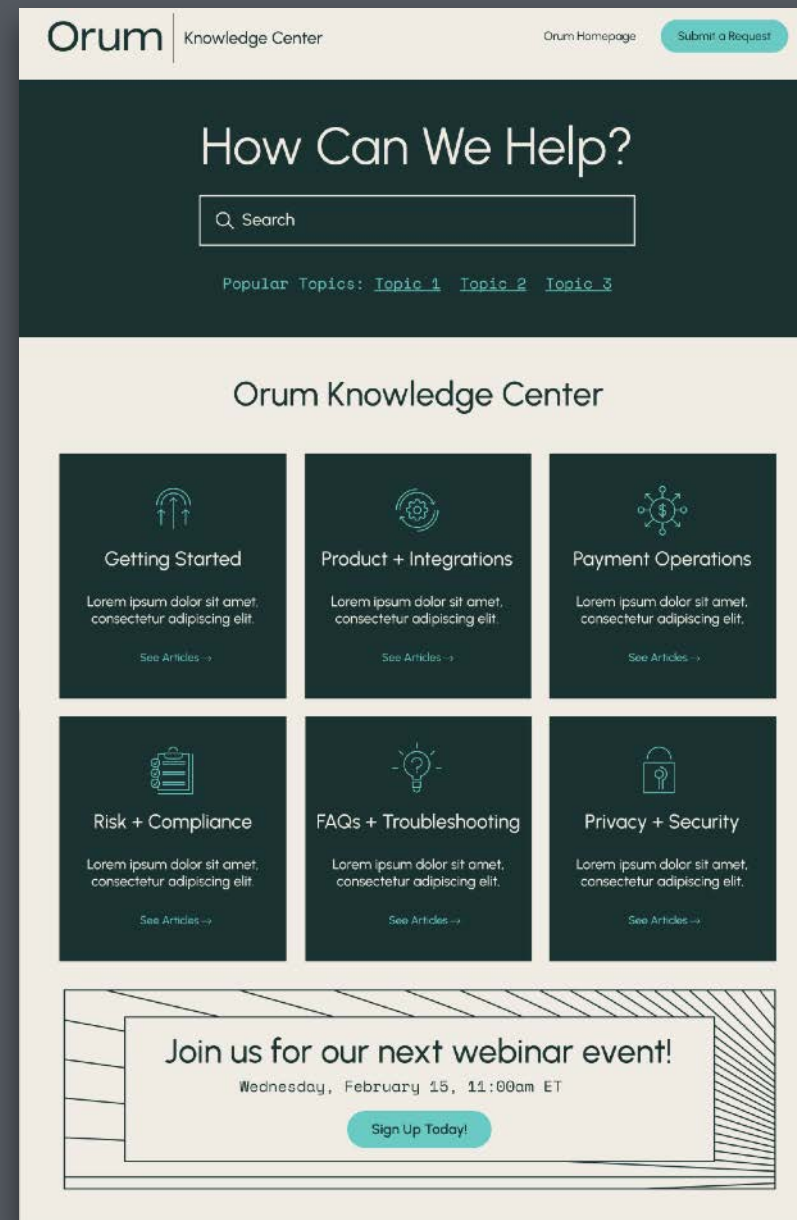 Orum
Knowledge Center
Orum Homepage
Submit a Request
How Can We Help?
Search
Popular Topics: Topic 1 Topic 2 Topic 3
Orum Knowledge Center
Getting Started
Lorem ipsum dolor sit amet,
consectetur adipiscing elit.
See Articles →
Product + Integrations
Lorem ipsum dolor sit amet,
consectetur adipiscing elit.
See Articles →
Payment Operations
Lorem ipsum dolor sit amet,
consectetur adipiscing elit.
See Articles →
Risk + Compliance
Lorem ipsum dolor sit amet,
consectetur adipiscing elit.
See Articles →
FAQs + Troubleshooting
Lorem ipsum dolor sit amet,
consectetur adipiscing elit.
See Articles →
Privacy + Security
Lorem ipsum dolor sit amet,
consectetur adipiscing elit.
See Articles →
Join us for our next webinar event!
Wednesday, February 15, 11:00am ET
Sign Up Today!